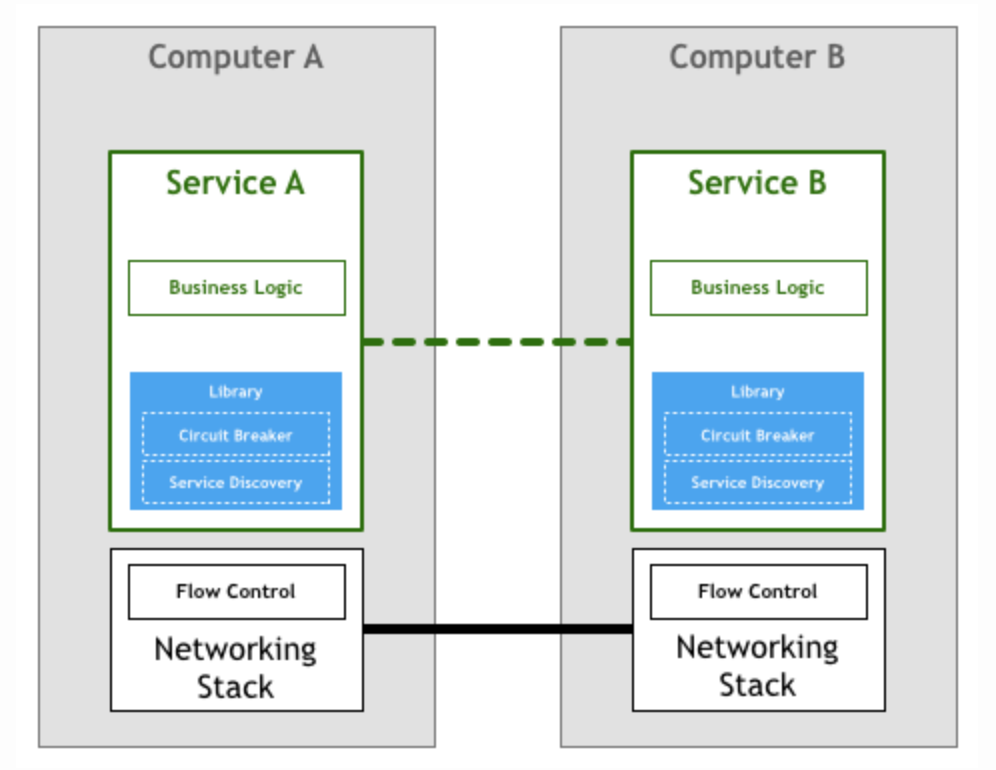 Computer A
Service A
Business Logic
Library
Circuit Breaker
Service Discovery
Flow Control
Networking
Stack
Computer B
Service B
Business Logic
Library
Circuit Breaker
Service Discovery
Flow Control
Networking
Stack